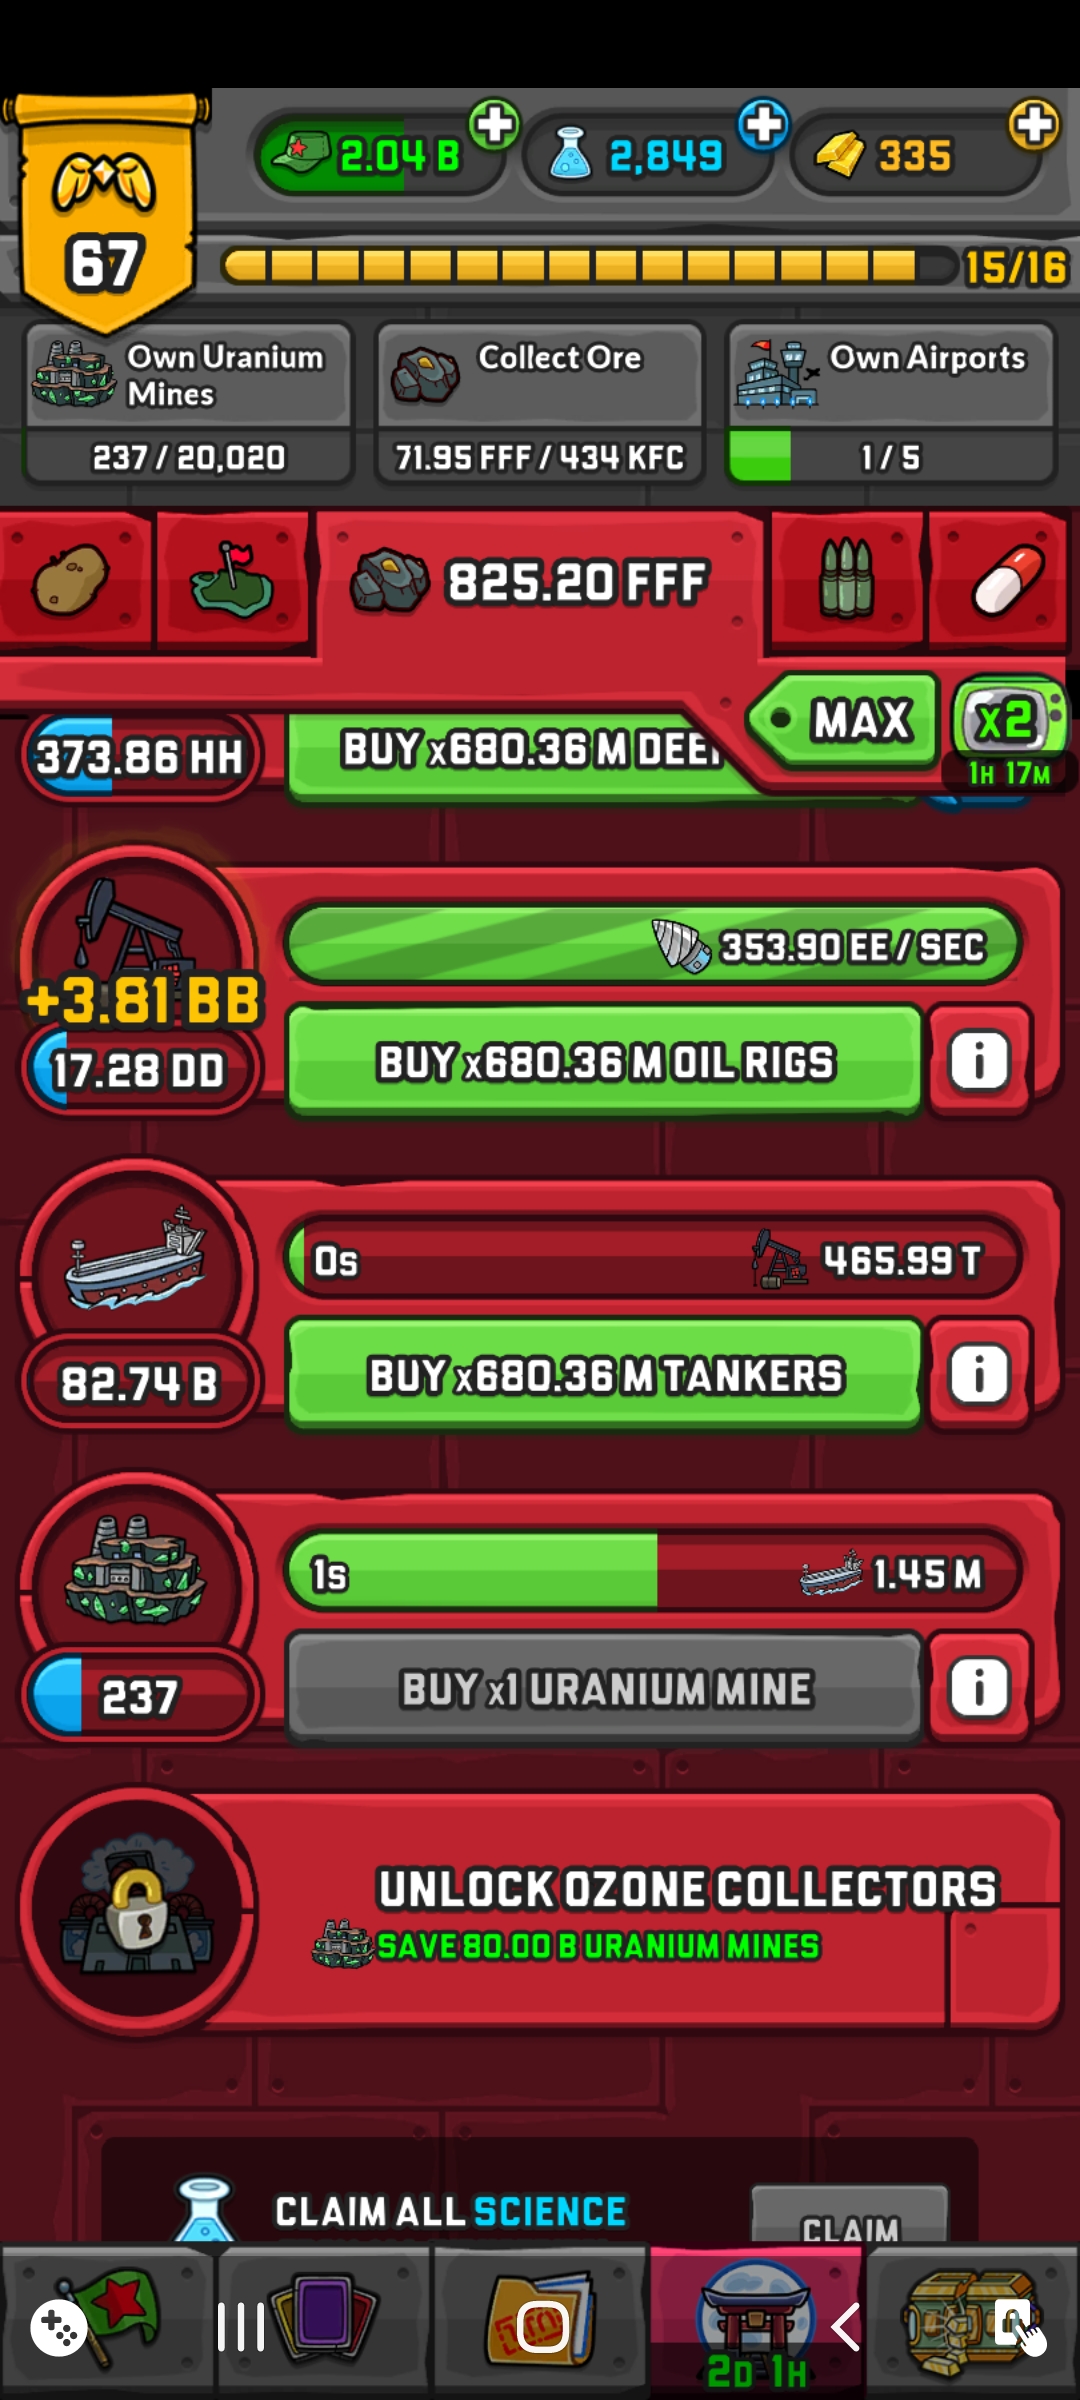 2.04 B
2,849
335
67
15/16
Own Uranium
Mines
237 / 20,020
Collect Ore
71.95 FFF / 434 KFC
Own Airports
1 / 5
825.20 FFF
MAX
x2
1H 17M
373.86 HH
BUY x680.36 M
353.90 EE / SEC
+3.81 BB
17.28 DD
BUY x680.36 M OIL RIGS
i
0s
465.99 T
82.74 B
BUY x680.36 M TANKERS
i
1s
1.45 M
237
BUY x1 URANIUM MINE
i
UNLOCK OZONE COLLECTORS
SAVE 80.00 B URANIUM MINES
CLAIM ALL SCIENCE
CLAIM
2D 1H